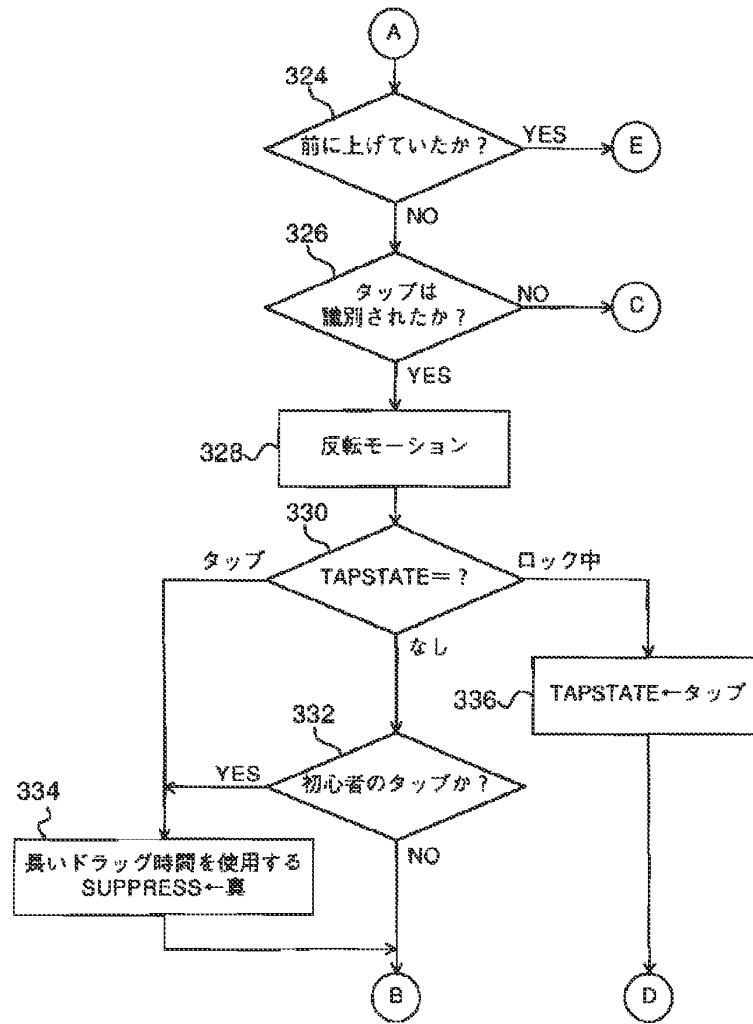 A
324
前に上げていたか?
YES
E
NO
326
タップは
識別されたか?
NO
C
YES
328
反転モーション
330
タップ
TAPSTATE=?
ロック中
なし
336
TAPSTATE←タップ
332
YES
初心者のタップか?
334
NO
長いドラッグ時間を使用する
SUPPRESS←真
B
D